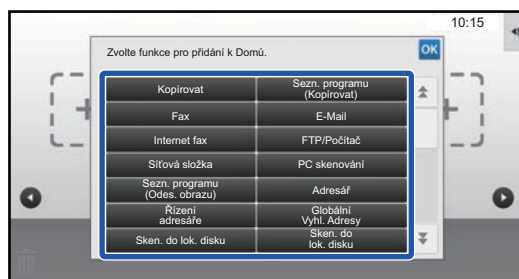 10:15
Zvolte funkce pro přidání k Domů.
OK
Kopírovat
Sezn. programu
(Kopírovat)
Fax
E-Mail
Internet fax
FTP/Počítač
Síťová složka
PC skenování
Sezn. programu
(Odes. obrazu)
Adresář
Řízení
adresáře
Globální
Vyhl. Adresy
Sken. do lok. disku
Sken. do
lok. disku